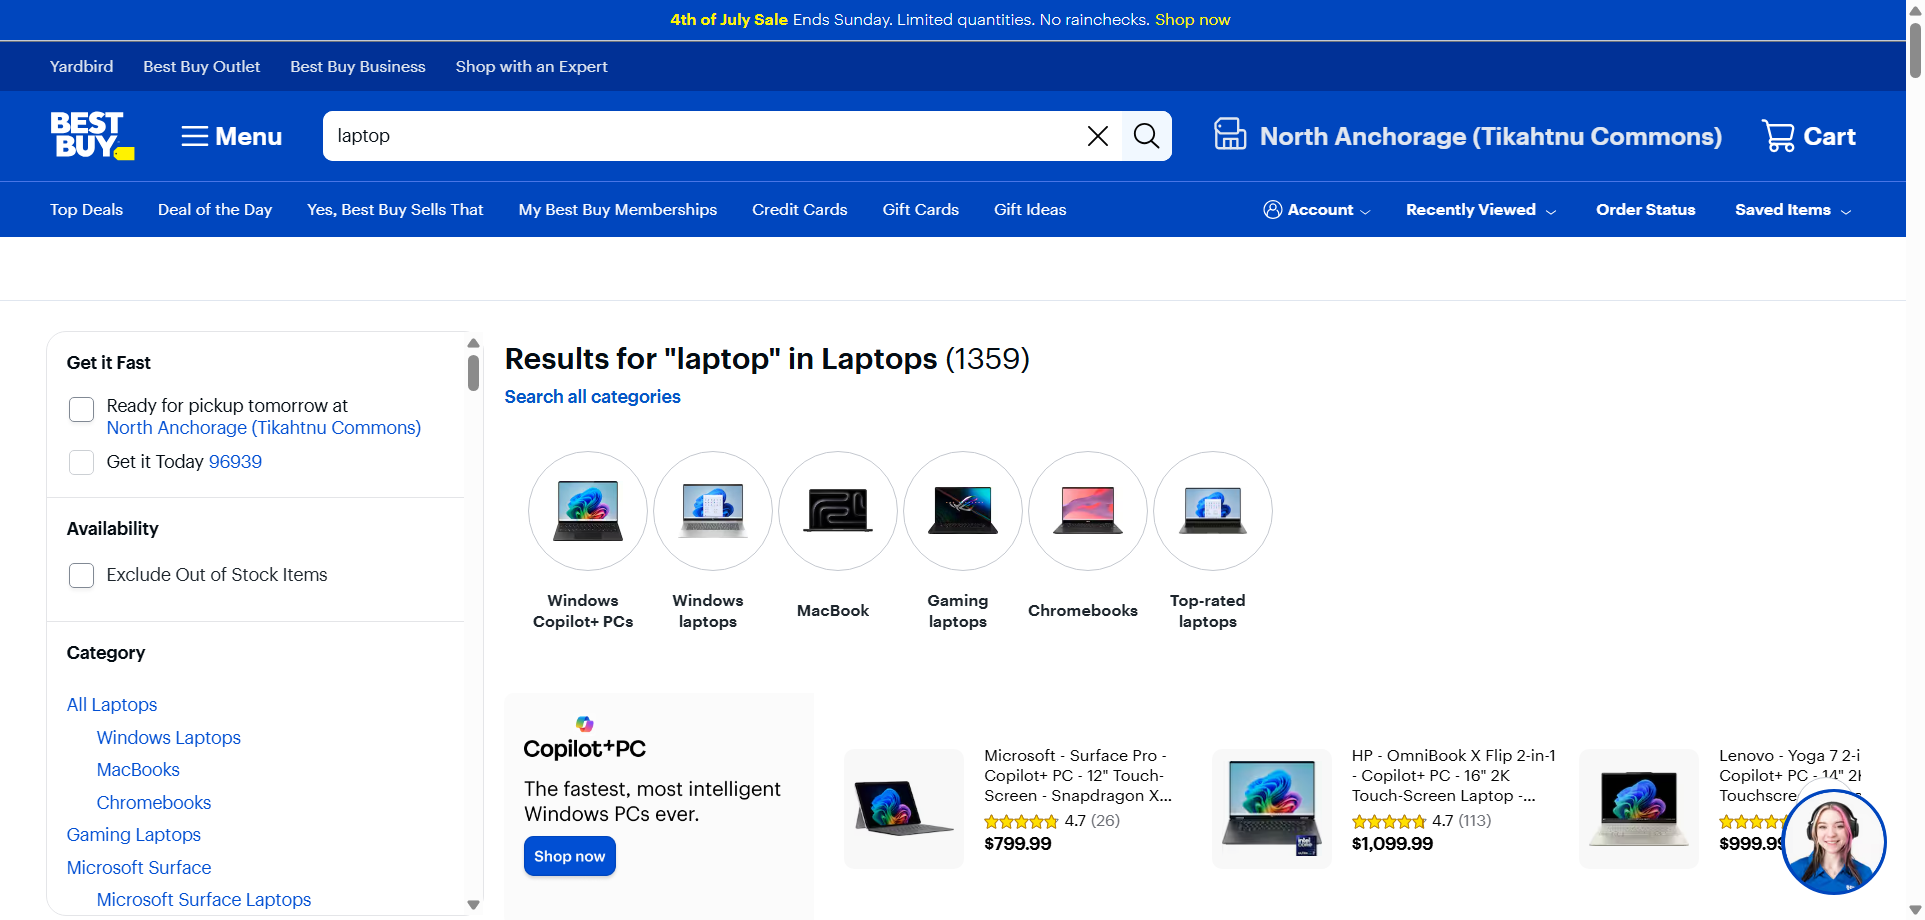 4th of July Sale Ends Sunday. Limited quantities. No rainchecks. Shop now
Yardbird Best Buy Outlet Best Buy Business Shop with an Expert
BEST
BUY
Menu
laptop
North Anchorage (Tikahtnu Commons)
Cart
Top Deals Deal of the Day Yes, Best Buy Sells That My Best Buy Memberships Credit Cards Gift Cards Gift Ideas
Account Recently Viewed Order Status Saved Items
Get it Fast
Ready for pickup tomorrow at
North Anchorage (Tikahtnu Commons)
Get it Today 96939
Availability
Exclude Out of Stock Items
Category
All Laptops
Windows Laptops
MacBooks
Chromebooks
Gaming Laptops
Microsoft Surface
Microsoft Surface Laptops
Results for "laptop" in Laptops (1359)
Search all categories
Windows
Copilot+ PCs
Windows
laptops
MacBook
Gaming
laptops
Chromebooks
Top-rated
laptops
Copilot+PC
The fastest, most intelligent
Windows PCs ever.
Shop now
Microsoft - Surface Pro -
Copilot+ PC - 12" Touch-
Screen - Snapdragon X...
4.7 (26)
$799.99
HP - OmniBook X Flip 2-in-1
- Copilot+ PC - 16" 2K
Touch-Screen Laptop -...
4.7 (113)
$1,099.99
Lenovo - Yoga 7 2-i
Copilot+ PC - 14" 2
Touchscre
$999.99